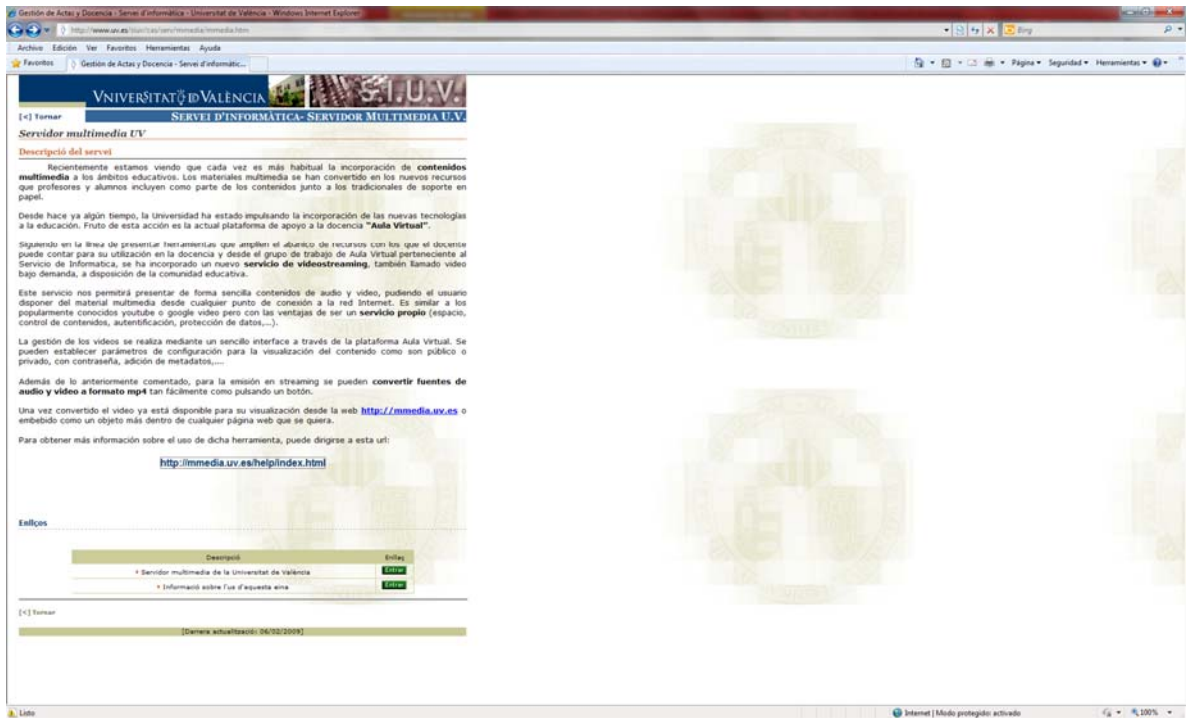 Gestión de Actas y Docencia - Servei d'informàtica - Universitat de València - Windows Internet Explorer
http://www.uv.es/siuv/cas/serv/mmedia/mmedia.htm
Bing
Archivo Edición Ver Favoritos Herramientas Ayuda
Favoritos Gestión de Actas y Docencia - Servei d'informàtic...
Página Seguridad Herramientas
VNIVERSITAT ID VALÈNCIA S.I.U.V.
[<] Tornar SERVEI D'INFORMÀTICA- SERVIDOR MULTIMEDIA U.V.
Servidor multimedia UV
Descripció del servei
Recientemente estamos viendo que cada vez es más habitual la incorporación de contenidos
multimedia a los ámbitos educativos. Los materiales multimedia se han convertido en los nuevos recursos
que profesores y alumnos incluyen como parte de los contenidos junto a los tradicionales de soporte en
papel.
Desde hace ya algún tiempo, la Universidad ha estado impulsando la incorporación de las nuevas tecnologías
a la educación. Fruto de esta acción es la actual plataforma de apoyo a la docencia "Aula Virtual".
Siguiendo en la línea de presentar herramientas que amplíen el abanico de recursos con los que el docente
puede contar para su utilización en la docencia y desde el grupo de trabajo de Aula Virtual perteneciente al
Servicio de Informatica, se ha incorporado un nuevo servicio de videostreaming, también llamado video
bajo demanda, a disposición de la comunidad educativa.
Este servicio nos permitirá presentar de forma sencilla contenidos de audio y video, pudiendo el usuario
disponer del material multimedia desde cualquier punto de conexión a la red Internet. Es similar a los
popularmente conocidos youtube o google video pero con las ventajas de ser un servicio propio (espacio,
control de contenidos, autentificación, protección de datos,...).
La gestión de los videos se realiza mediante un sencillo interface a través de la plataforma Aula Virtual. Se
pueden establecer parámetros de configuración para la visualización del contenido como son público o
privado, con contraseña, adición de metadatos,....
Además de lo anteriormente comentado, para la emisión en streaming se pueden convertir fuentes de
audio y video a formato mp4 tan fácilmente como pulsando un botón.
Una vez convertido el video ya está disponible para su visualización desde la web http://mmedia.uv.es o
embebido como un objeto más dentro de cualquier página web que se quiera.
Para obtener más información sobre el uso de dicha herramienta, puede dirigirse a esta url:
http://mmedia.uv.es/help/index.html
Enllços
Descripció Enllaç
Servidor multimedia de la Universitat de València Entrar
Informació sobre l'us d'aquesta eina Entrar
[<] Tornar
[Darrera actualització: 06/02/2009]
Listo Internet | Modo protegido: activado 100%